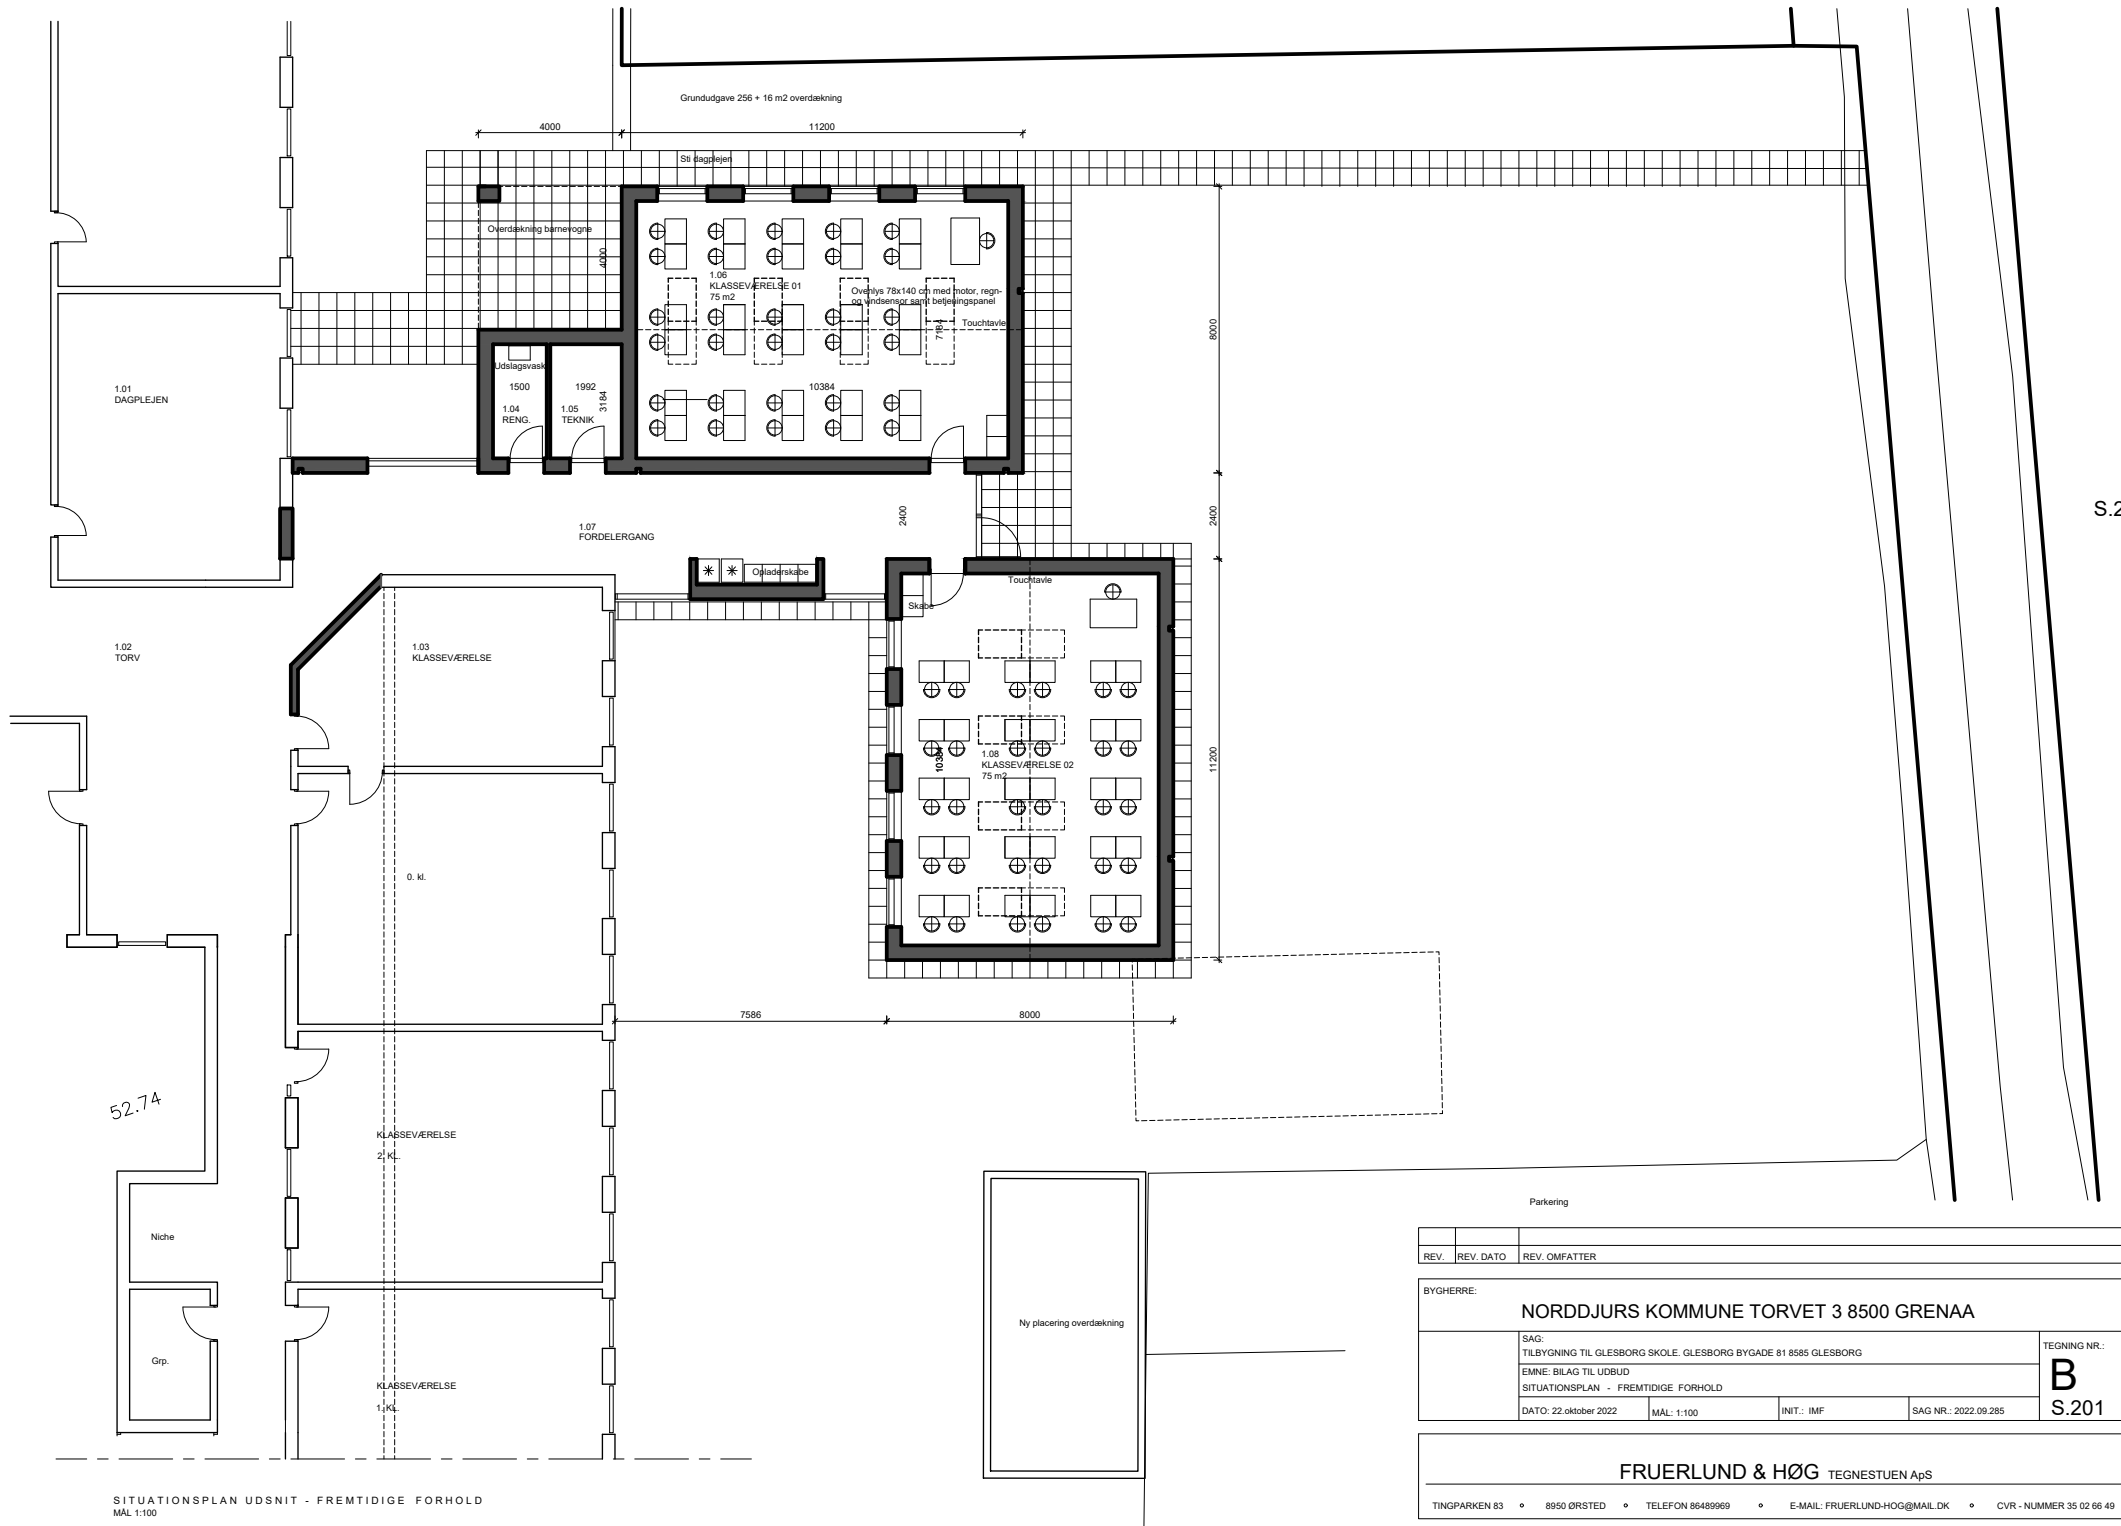 Grundudgave 256 + 16 m2 overdækning
4000
11200
Sti dagplejen
Overdækning barnevogne
4000
1.06
KLASSEVÆRELSE 01
75 m2
Ovenlys 78x140 cm med motor, regn-
og vindsensor samt betjeningspanel
Touchtavle
7184
8000
Udslagsvask
1500
1992
3184
10384
1.04
RENG.
1.05
TEKNIK
1.01
DAGPLEJEN
S.2
2400
2400
1.07
FORDELERGANG
Opladerskabe
Touchtavle
Skabe
1.02
TORV
1.03
KLASSEVÆRELSE
10384
1.08
KLASSEVÆRELSE 02
75 m2
11200
0. kl.
7586
8000
52.74
KLASSEVÆRELSE
2. KL.
Niche
Parkering
Ny placering overdækning
Grp.
KLASSEVÆRELSE
1. KL.
REV.
REV. DATO
REV. OMFATTER
BYGHERRE:
NORDDJURS KOMMUNE TORVET 3 8500 GRENAA
SAG:
TILBYGNING TIL GLESBORG SKOLE. GLESBORG BYGADE 81 8585 GLESBORG
TEGNING NR.:
EMNE: BILAG TIL UDBUD
SITUATIONSPLAN - FREMTIDIGE FORHOLD
B
DATO: 22.oktober 2022
MÅL: 1:100
INIT.: IMF
SAG NR.: 2022.09.285
S.201
FRUERLUND & HØG TEGNESTUEN ApS
TINGPARKEN 83 ° 8950 ØRSTED ° TELEFON 86489969 ° E-MAIL: FRUERLUND-HOG@MAIL.DK ° CVR - NUMMER 35 02 66 49
SITUATIONSPLAN UDSNIT - FREMTIDIGE FORHOLD
MÅL 1:100